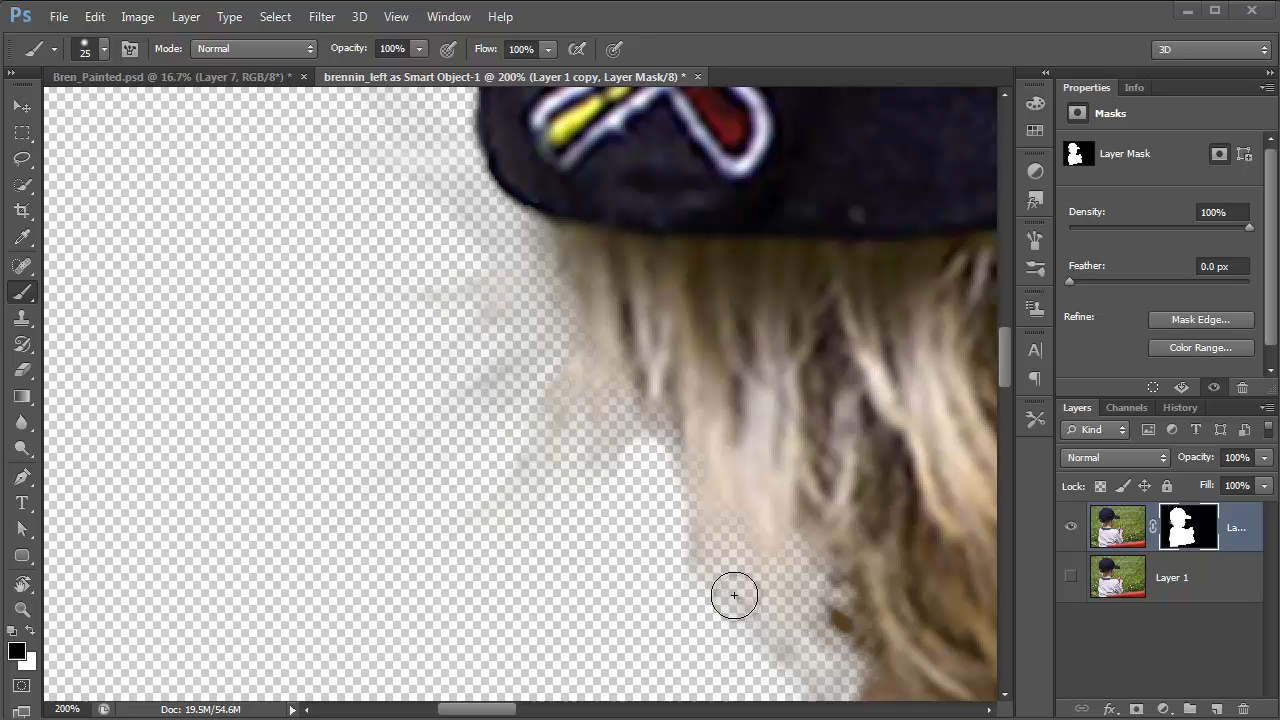 Ps File Edit Image Layer Type Select Filter 3D View Window Help
25 Mode: Normal Opacity: 100% Flow: 100% 3D
Bren_Painted.psd @ 16.7% (Layer 7, RGB/8*) * × brennin_left as Smart Object-1 @ 200% (Layer 1 copy, Layer Mask/8) * ×
Properties Info
Masks
Layer Mask
Density: 100%
Feather: 0.0 px
Refine: Mask Edge...
Color Range...
Layers Channels History
Kind
Normal Opacity: 100%
Lock: Fill: 100%
La...
Layer 1
200% Doc: 19.5M/54.6M